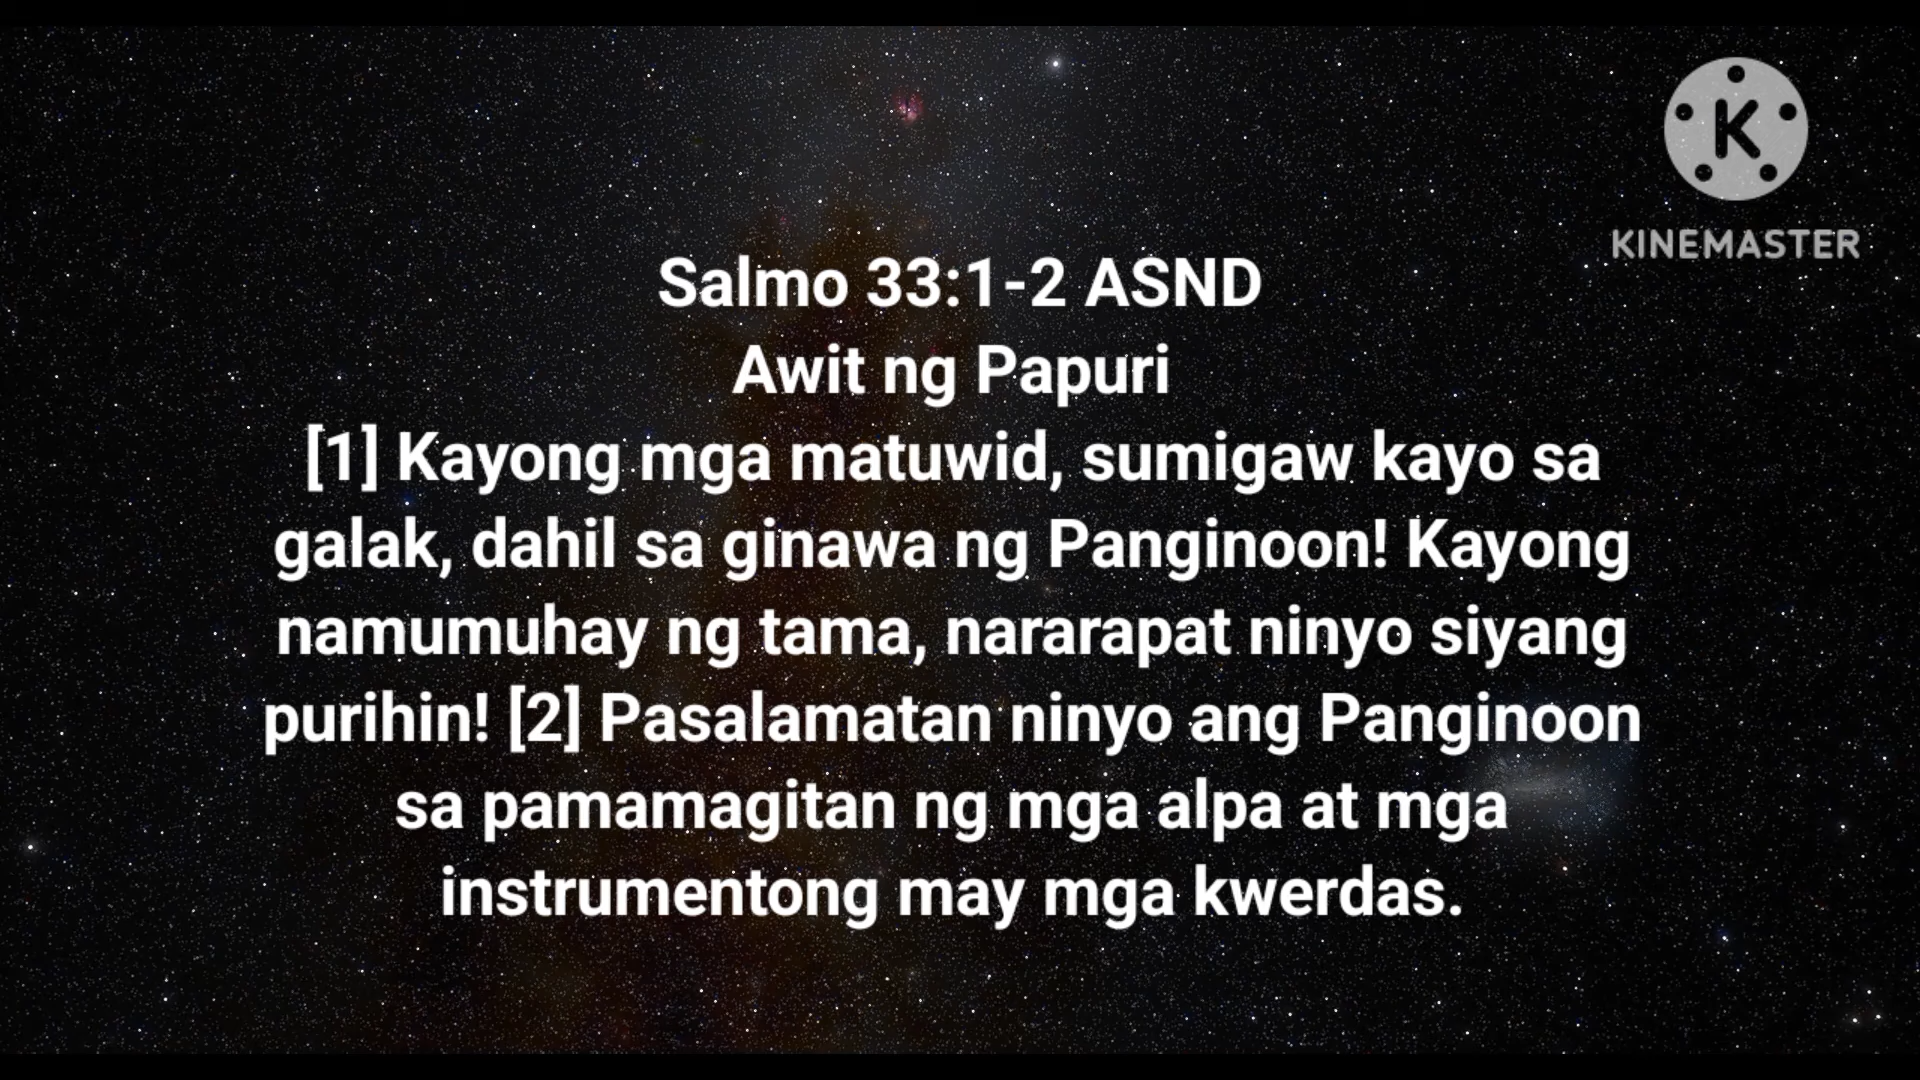 K
KINEMASTER
Salmo 33:1-2 ASND
Awit ng Papuri
[1] Kayong mga matuwid, sumigaw kayo sa
galak, dahil sa ginawa ng Panginoon! Kayong
namumuhay ng tama, nararapat ninyo siyang
purihin! [2] Pasalamatan ninyo ang Panginoon
sa pamamagitan ng mga alpa at mga
instrumentong may mga kwerdas.